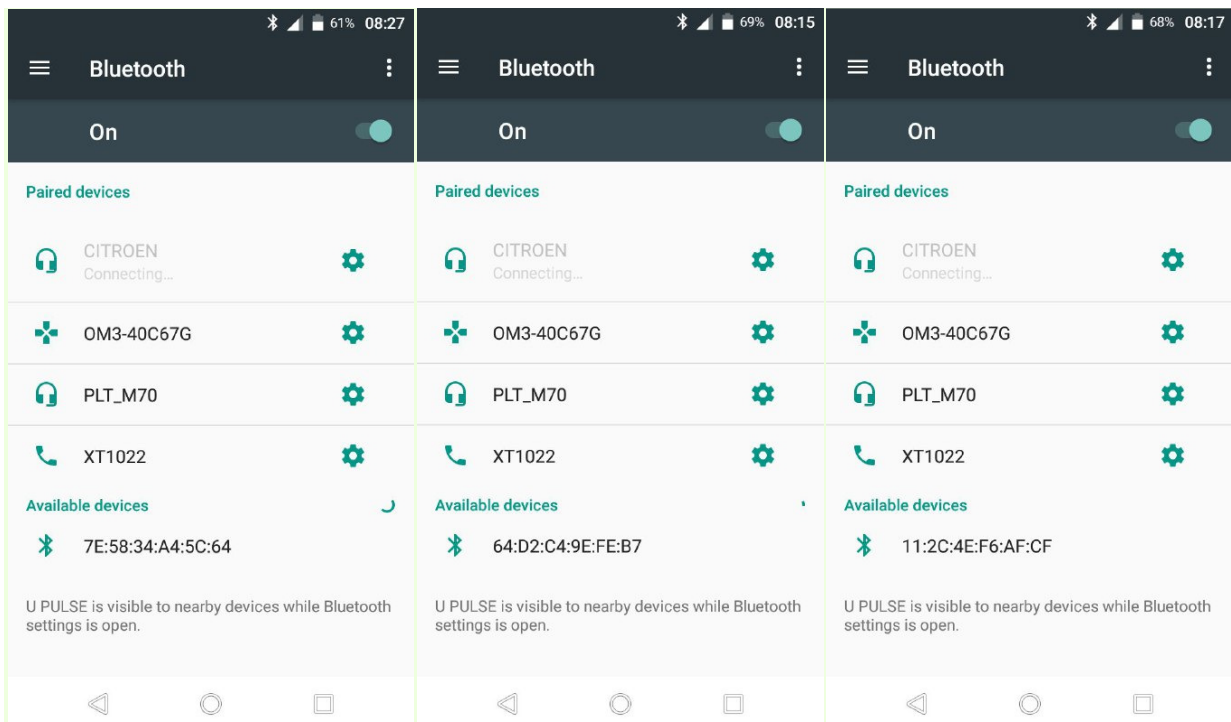 61% 08:27
Bluetooth
On
Paired devices
CITROEN
Connecting...
OM3-40C67G
PLT_M70
XT1022
Available devices
7E:58:34:A4:5C:64
U PULSE is visible to nearby devices while Bluetooth
settings is open.
69% 08:15
Bluetooth
On
Paired devices
CITROEN
Connecting...
OM3-40C67G
PLT_M70
XT1022
Available devices
64:D2:C4:9E:FE:B7
U PULSE is visible to nearby devices while Bluetooth
settings is open.
68% 08:17
Bluetooth
On
Paired devices
CITROEN
Connecting...
OM3-40C67G
PLT_M70
XT1022
Available devices
11:2C:4E:F6:AF:CF
U PULSE is visible to nearby devices while Bluetooth
settings is open.